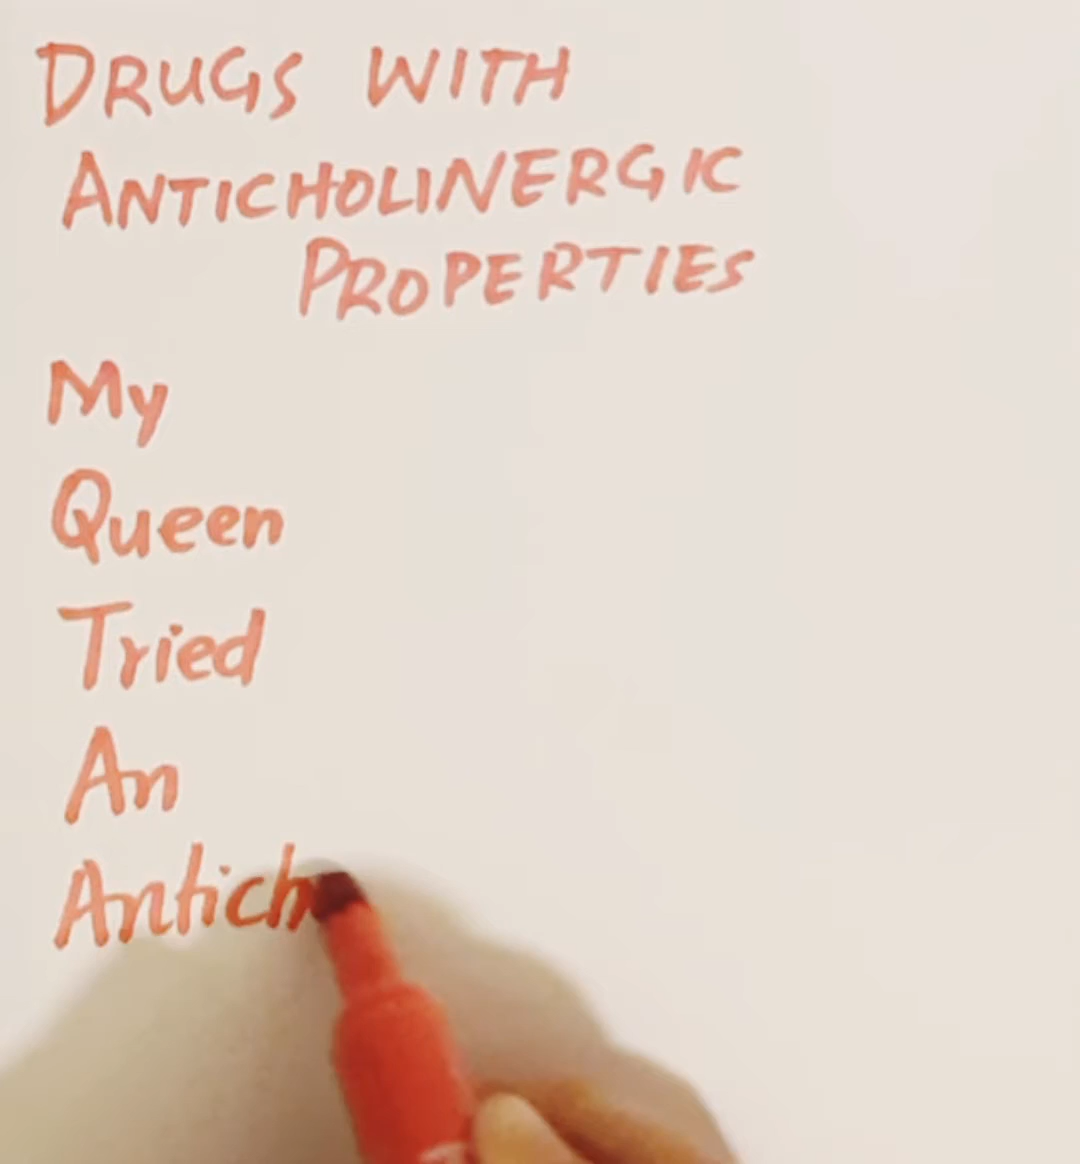 DRUGS WITH
ANTICHOLINERGIC
PROPERTIES
My
Queen
Tried
An
Antich